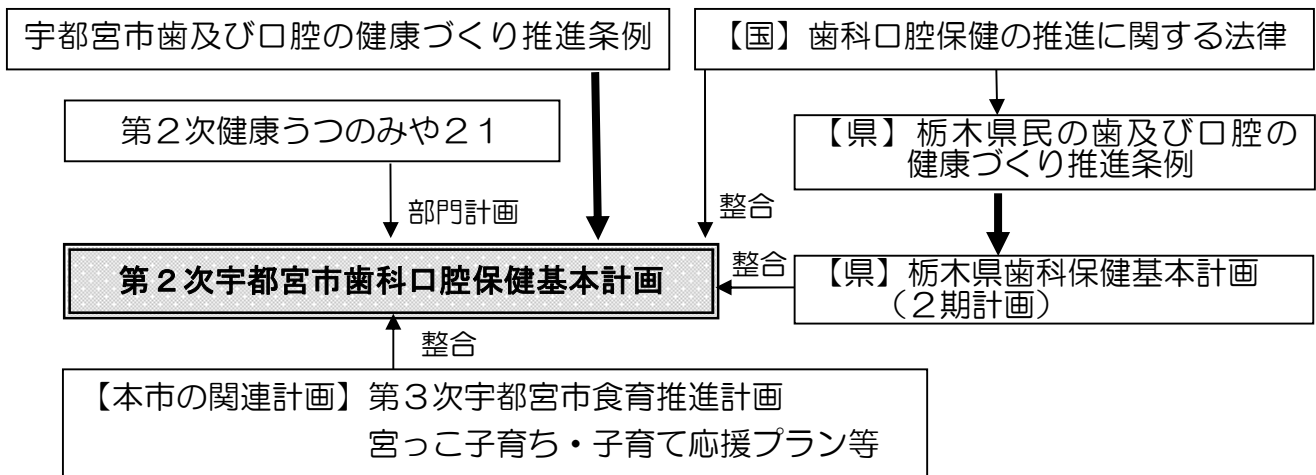 宇都宮市歯及び口腔の健康づくり推進条例
【国】歯科口腔保健の推進に関する法律
第２次健康うつのみや２１
【県】栃木県民の歯及び口腔の
健康づくり推進条例
部門計画
整合
第２次宇都宮市歯科口腔保健基本計画
整合
【県】栃木県歯科保健基本計画
（２期計画）
整合
【本市の関連計画】第３次宇都宮市食育推進計画
宮っこ子育ち・子育て応援プラン等